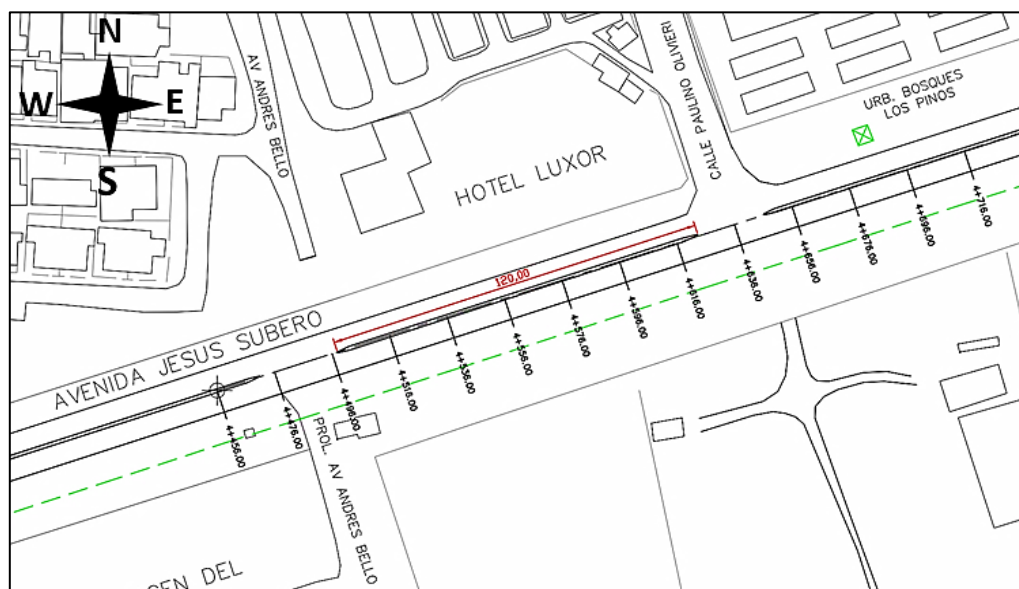 N
W
E
S
AV ANDRES BELLO
HOTEL LUXOR
CALLE PAULINO OLIVIERI
URB. BOSQUES
LOS PINOS
AVENIDA JESUS SUBERO
120,00
4+456.00
4+476.00
4+496.00
4+516.00
4+536.00
4+556.00
4+576.00
4+596.00
4+616.00
4+636.00
4+656.00
4+676.00
4+696.00
4+716.00
PROL. AV ANDRES BELLO
GEN DEL